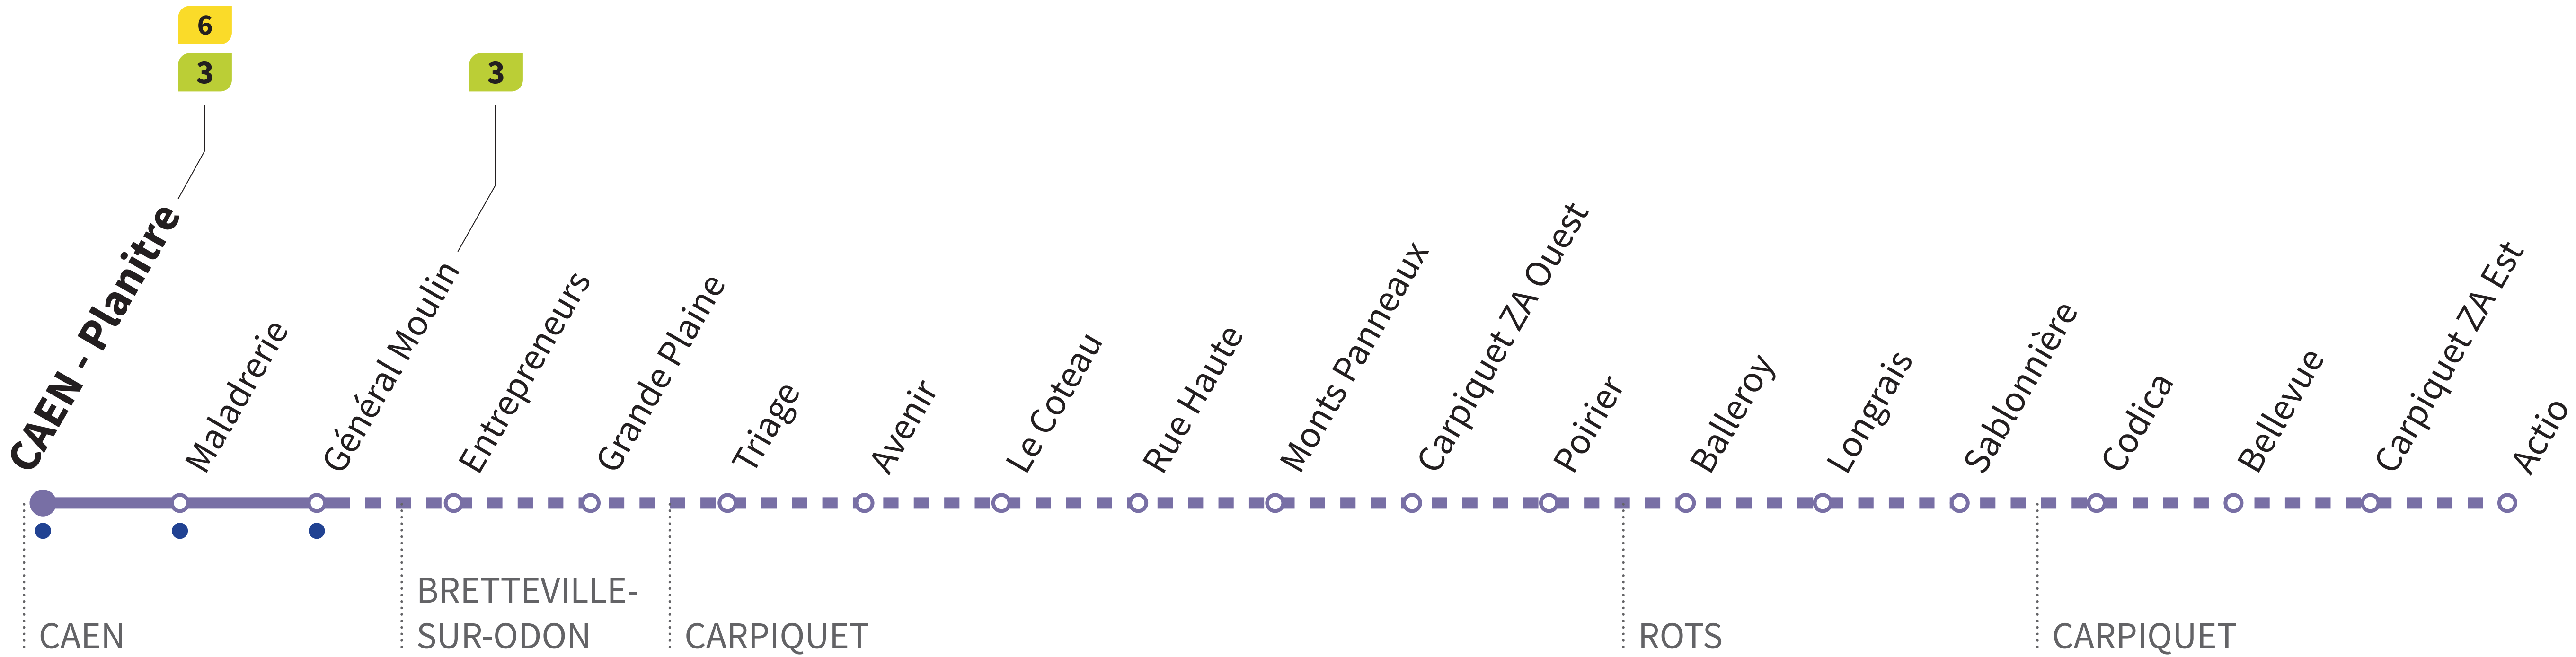 6
3
3
CAEN - Planitre
Maladrerie
Général Moulin
Entrepreneurs
Grande Plaine
Triage
Avenir
Le Coteau
Rue Haute
Monts Panneaux
Carpiquet ZA Ouest
Poirier
Balleroy
Longrais
Sablonnière
Codica
Bellevue
Carpiquet ZA Est
Actio
CAEN
BRETTEVILLE-
SUR-ODON
CARPIQUET
ROTS
CARPIQUET